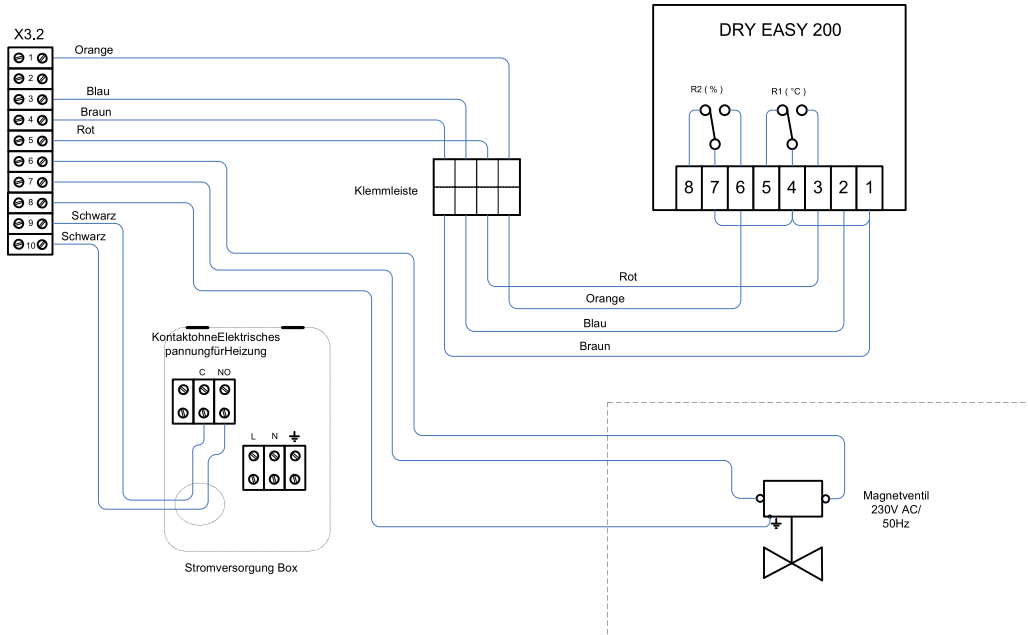 DRY EASY 200
X3.2
1
Orange
2
3
Blau
4
Braun
5
Rot
6
7
8
9
Schwarz
10
Schwarz
R2 ( % )
R1 ( °C )
8 7 6 5 4 3 2 1
Klemmleiste
Rot
Orange
Blau
Braun
KontaktohneElektrisches
pannungfürHeizung
C NO
L N
Stromversorgung Box
Magnetventil
230V AC/
50Hz